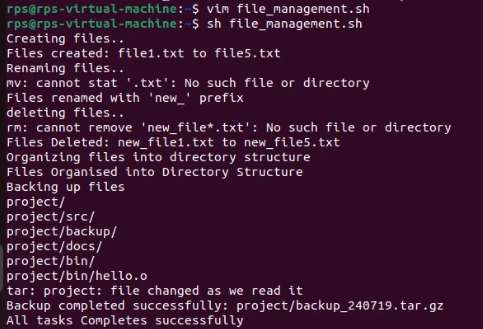 rps@rps-virtual-machine:~$ vim file_management.sh
rps@rps-virtual-machine:~$ sh file_management.sh
Creating files..
Files created: file1.txt to file5.txt
Renaming files..
mv: cannot stat '.txt': No such file or directory
Files renamed with 'new_' prefix
deleting files..
rm: cannot remove 'new_file*.txt': No such file or directory
Files Deleted: new_file1.txt to new_file5.txt
Organizing files into directory structure
Files Organised into Directory Structure
Backing up files
project/
project/src/
project/backup/
project/docs/
project/bin/
project/bin/hello.o
tar: project: file changed as we read it
Backup completed successfully: project/backup_240719.tar.gz
All tasks Completes successfully